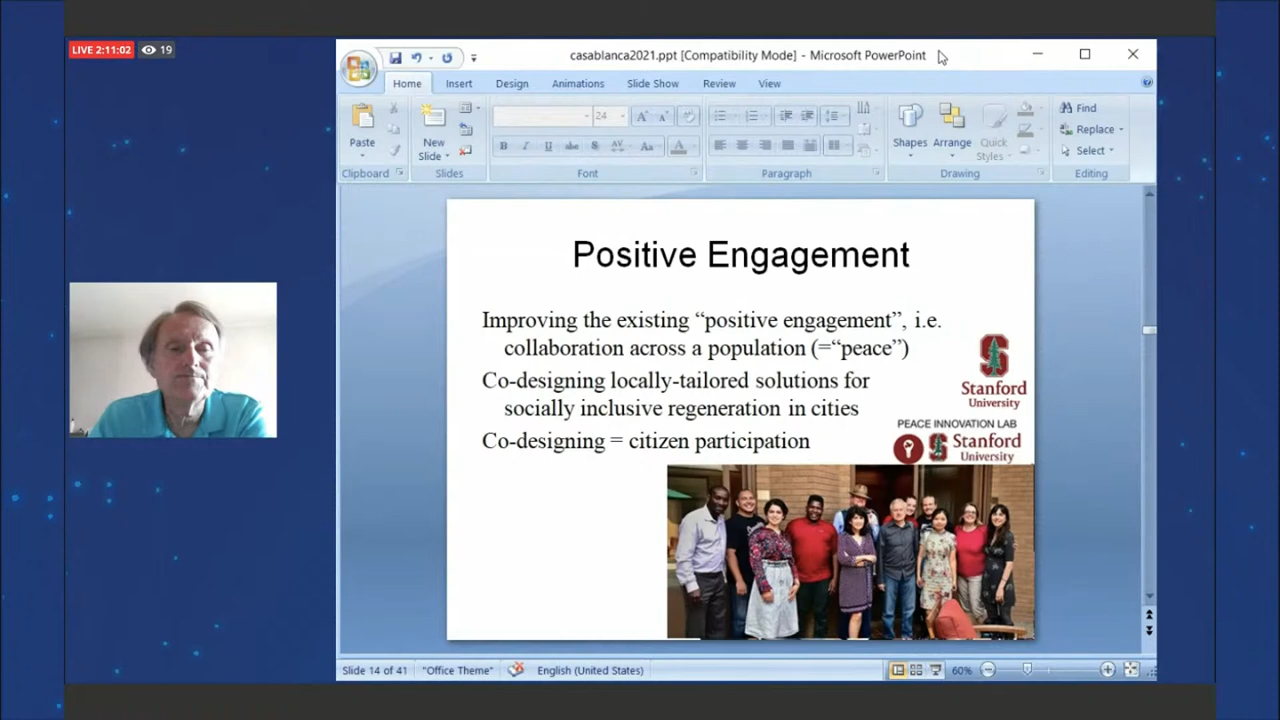 LIVE 2:11:02
19
casablanca2021.ppt [Compatibility Mode] - Microsoft PowerPoint
Home Insert Design Animations Slide Show Review View
Paste
New
Slide
24
B I U abc S AV Aa A
Shapes
Arrange
Quick
Styles
Find
Replace
Select
Clipboard Slides Font Paragraph Drawing Editing
Positive Engagement
Improving the existing “positive engagement”, i.e.
collaboration across a population (=“peace”)
Co-designing locally-tailored solutions for
socially inclusive regeneration in cities
Co-designing = citizen participation
S
Stanford
University
PEACE INNOVATION LAB
S
Stanford
University
Slide 14 of 41 "Office Theme" English (United States) 60%